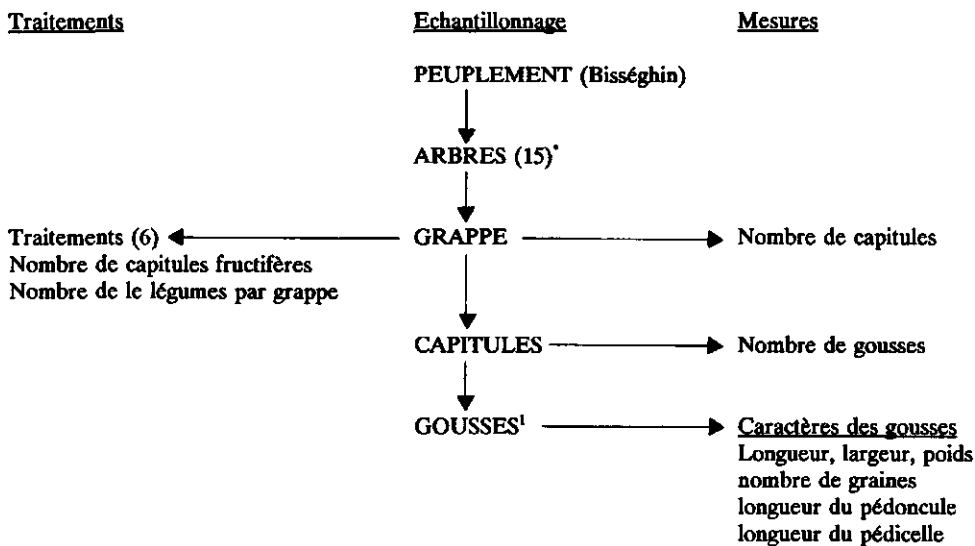 Traitements Echantillonnage Mesures
PEUPLEMENT (Bisséghin)
ARBRES (15)*
Traitements (6) GRAPPE Nombre de capitules
Nombre de capitules fructifères
Nombre de le légumes par grappe
CAPITULES Nombre de gousses
GOUSSES¹ Caractères des gousses
Longueur, largeur, poids
nombre de graines
longueur du pédoncule
longueur du pédicelle